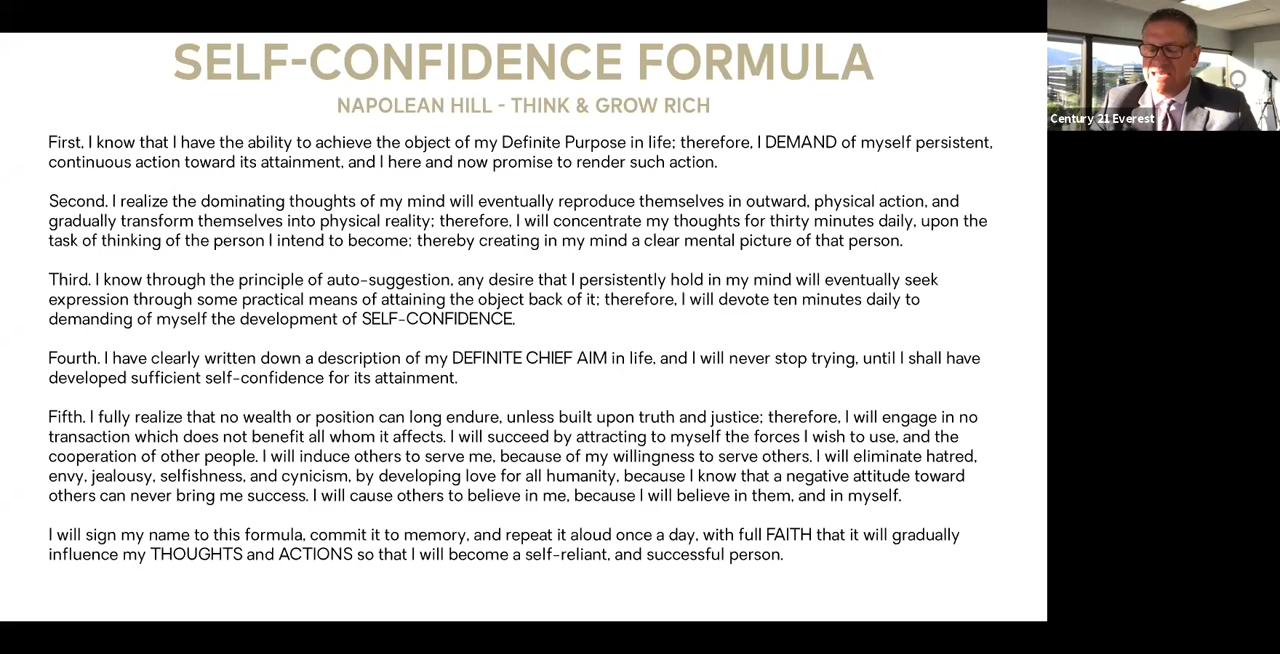 SELF-CONFIDENCE FORMULA
NAPOLEAN HILL - THINK & GROW RICH
First, I know that I have the ability to achieve the object of my Definite Purpose in life; therefore, I DEMAND of myself persistent,
continuous action toward its attainment, and I here and now promise to render such action.
Second. I realize the dominating thoughts of my mind will eventually reproduce themselves in outward, physical action, and
gradually transform themselves into physical reality; therefore, I will concentrate my thoughts for thirty minutes daily, upon the
task of thinking of the person I intend to become; thereby creating in my mind a clear mental picture of that person.
Third. I know through the principle of auto-suggestion, any desire that I persistently hold in my mind will eventually seek
expression through some practical means of attaining the object back of it; therefore, I will devote ten minutes daily to
demanding of myself the development of SELF-CONFIDENCE.
Fourth. I have clearly written down a description of my DEFINITE CHIEF AIM in life, and I will never stop trying, until I shall have
developed sufficient self-confidence for its attainment.
Fifth. I fully realize that no wealth or position can long endure, unless built upon truth and justice; therefore, I will engage in no
transaction which does not benefit all whom it affects. I will succeed by attracting to myself the forces I wish to use, and the
cooperation of other people. I will induce others to serve me, because of my willingness to serve others. I will eliminate hatred,
envy, jealousy, selfishness, and cynicism, by developing love for all humanity, because I know that a negative attitude toward
others can never bring me success. I will cause others to believe in me, because I will believe in them, and in myself.
I will sign my name to this formula, commit it to memory, and repeat it aloud once a day, with full FAITH that it will gradually
influence my THOUGHTS and ACTIONS so that I will become a self-reliant, and successful person.
Century 21 Everest